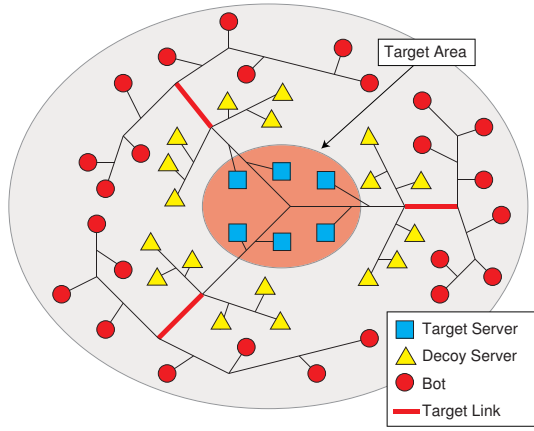 Target Area
Target Server
Decoy Server
Bot
Target Link